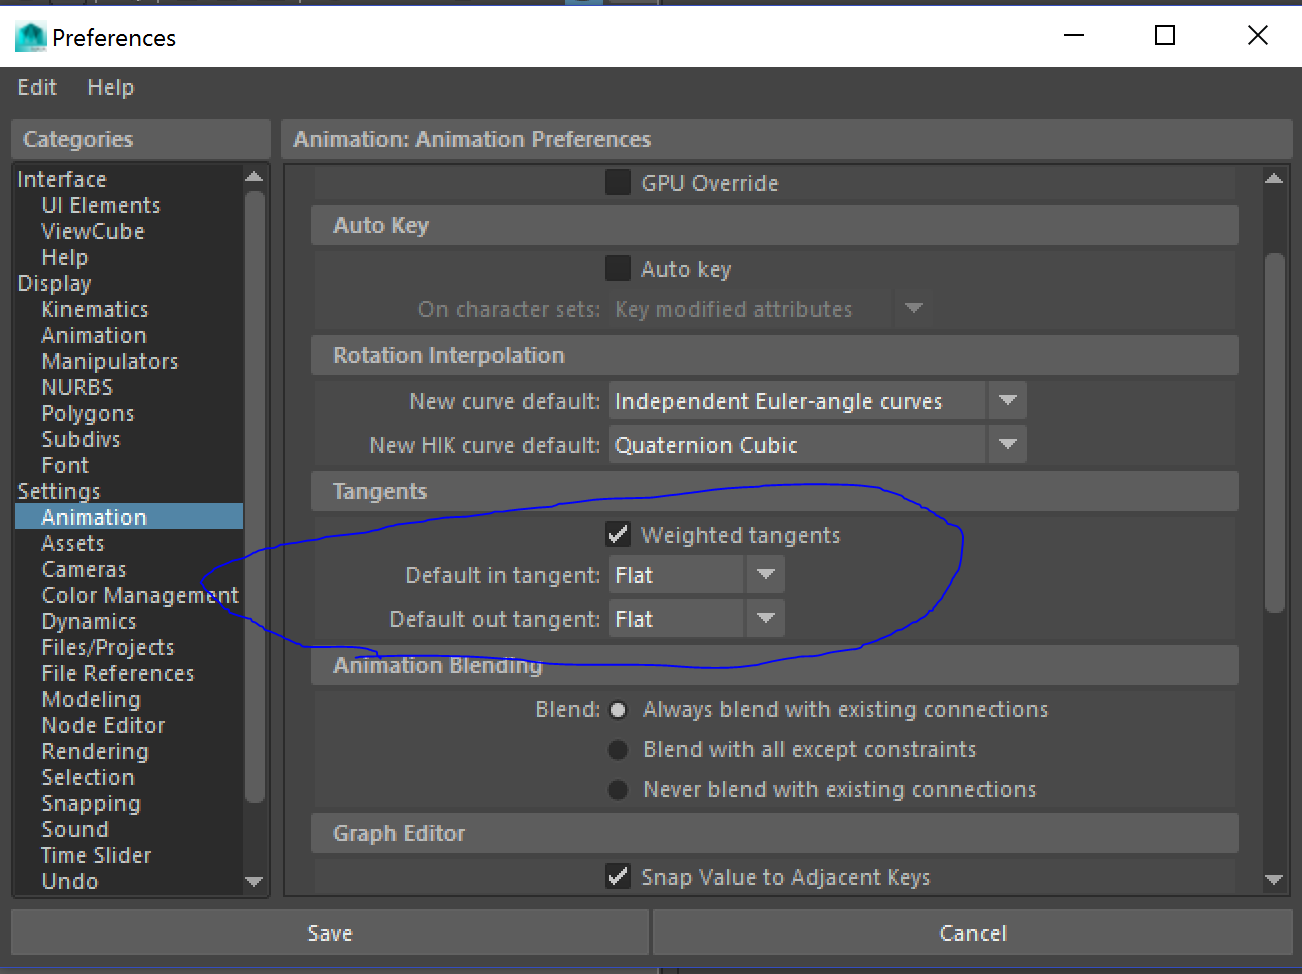 Preferences
Edit Help
Categories
Interface
UI Elements
ViewCube
Help
Display
Kinematics
Animation
Manipulators
NURBS
Polygons
Subdivs
Font
Settings
Animation
Assets
Cameras
Color Management
Dynamics
Files/Projects
File References
Modeling
Node Editor
Rendering
Selection
Snapping
Sound
Time Slider
Undo
Animation: Animation Preferences
GPU Override
Auto Key
Auto key
On character sets: Key modified attributes
Rotation Interpolation
New curve default: Independent Euler-angle curves
New HIK curve default: Quaternion Cubic
Tangents
Weighted tangents
Default in tangent: Flat
Default out tangent: Flat
Animation Blending
Blend: Always blend with existing connections
Blend with all except constraints
Never blend with existing connections
Graph Editor
Snap Value to Adjacent Keys
Save Cancel